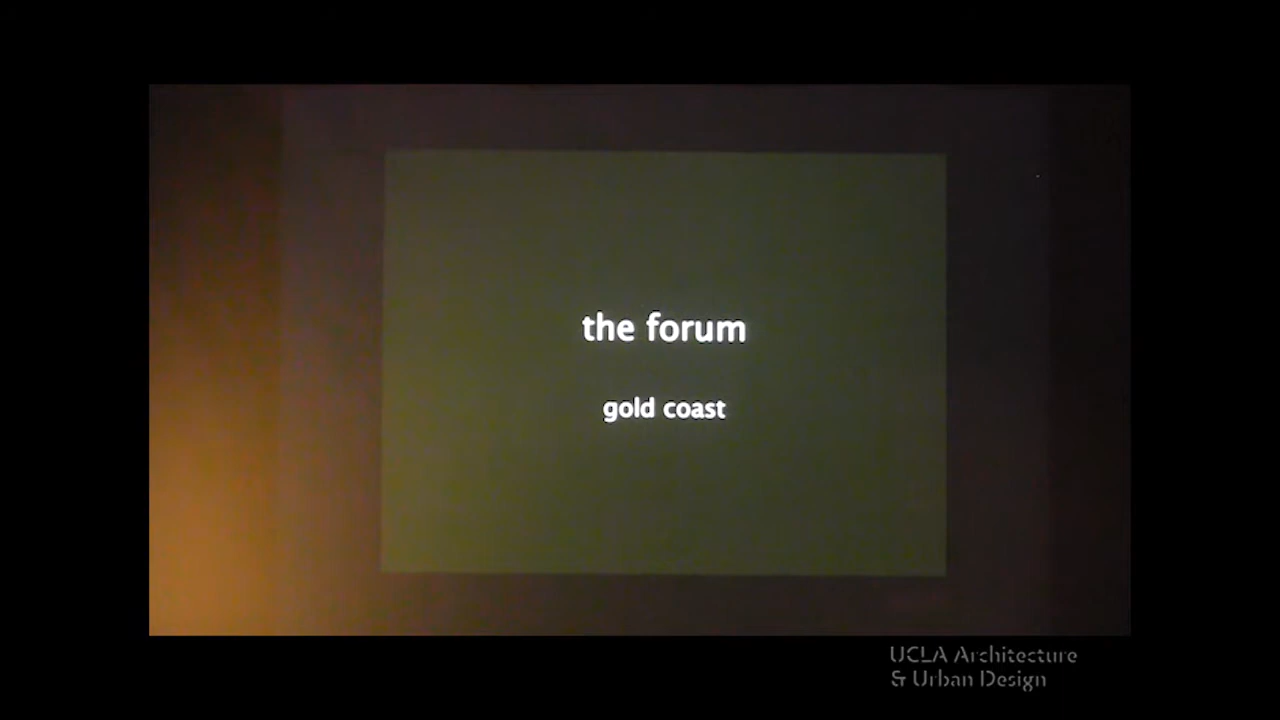 the forum
gold coast
UCLA Architecture
& Urban Design